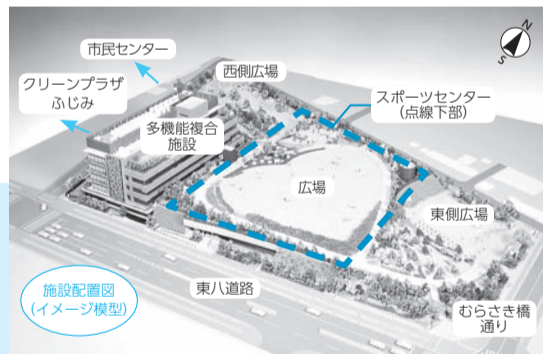 市民センター
西側広場
N
S
クリーンプラザ
ふじみ
スポーツセンター
(点線下部)
多機能複合
施設
広場
東側広場
東八道路
施設配置図
(イメージ模型)
むらさき橋
通り